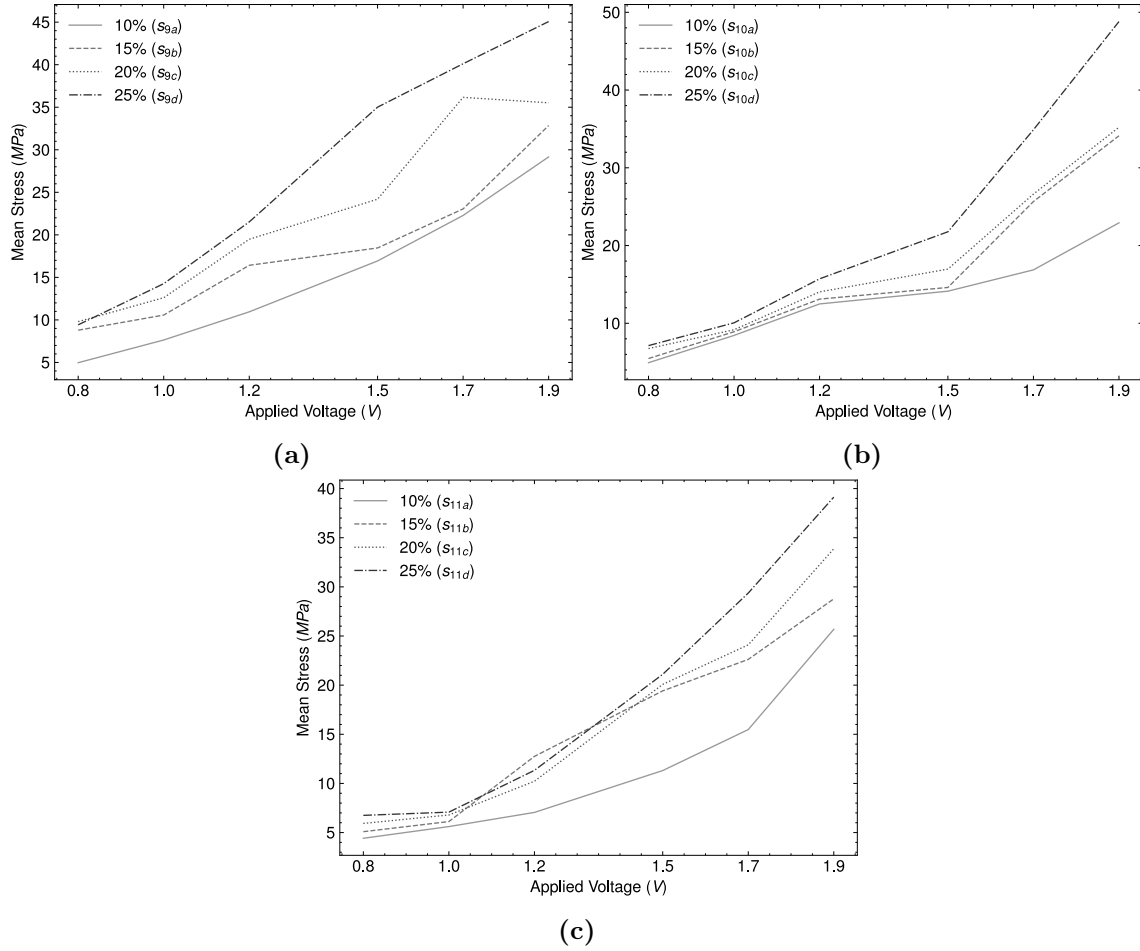 45
40
35
30
25
20
15
10
5
Mean Stress (MPa)
10% (s9a)
15% (s9b)
20% (s9c)
25% (s9d)
0.8 1.0 1.2 1.5 1.7 1.9
Applied Voltage (V)
(a)
50
40
30
20
10
Mean Stress (MPa)
10% (s10a)
15% (s10b)
20% (s10c)
25% (s10d)
0.8 1.0 1.2 1.5 1.7 1.9
Applied Voltage (V)
(b)
40
35
30
25
20
15
10
5
Mean Stress (MPa)
10% (s11a)
15% (s11b)
20% (s11c)
25% (s11d)
0.8 1.0 1.2 1.5 1.7 1.9
Applied Voltage (V)
(c)